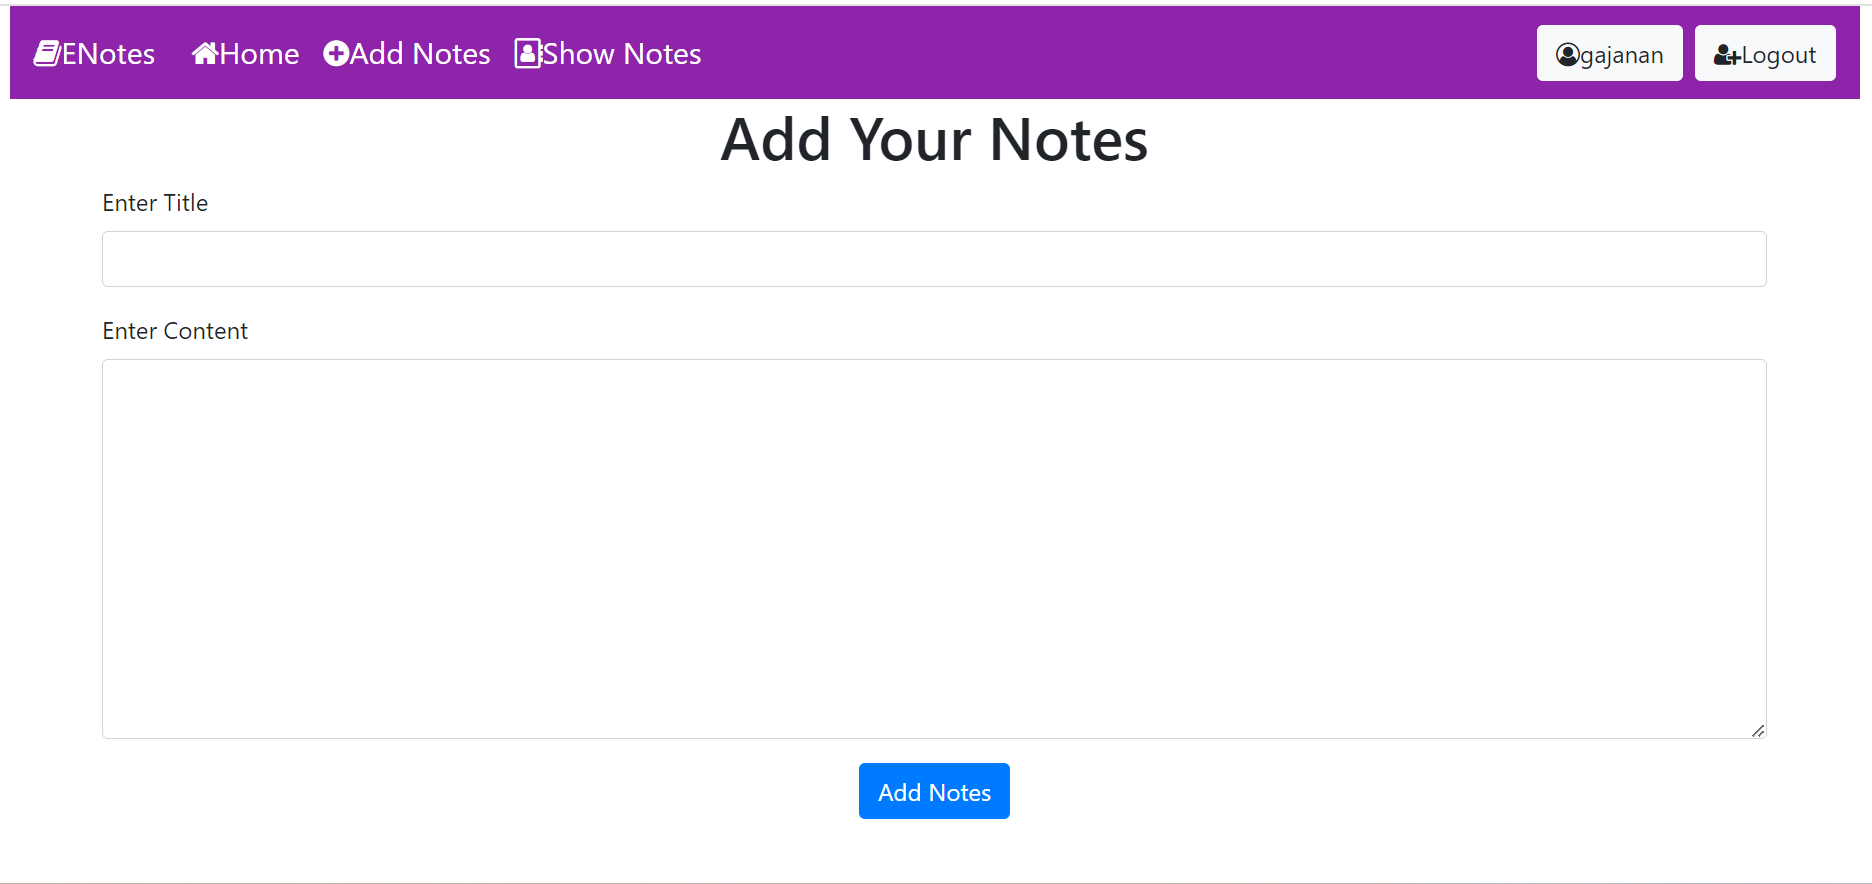 ENotes Home Add Notes Show Notes gajanan Logout
Add Your Notes
Enter Title
Enter Content
Add Notes